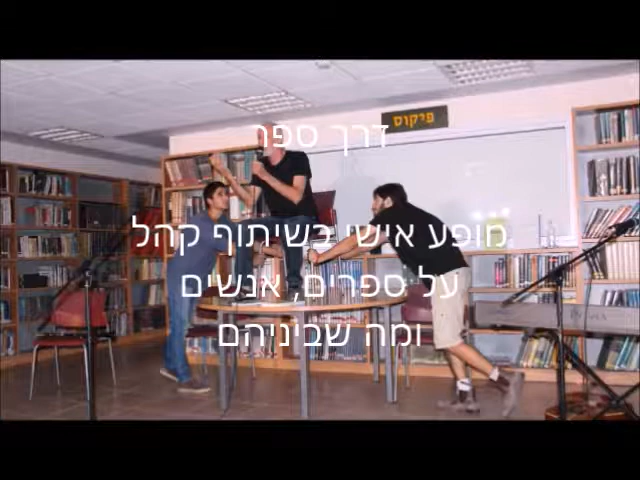 פיקוס
דרך ספר
מופע אישי בשיתוף קהל
על ספרים, אנשים
ומה שביניהם